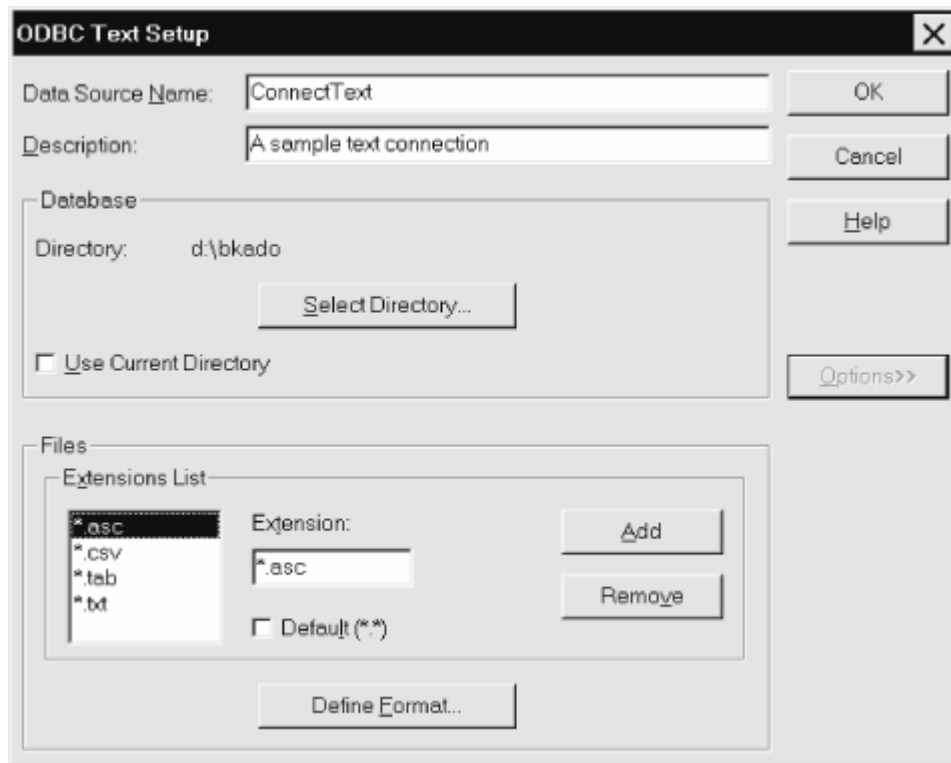 ODBC Text Setup
Data Source Name: ConnectText OK
Description: A sample text connection Cancel
Database Help
Directory: d:\bkado
Select Directory...
Use Current Directory Options>>
Files
Extensions List
*.asc Extension: Add
*.csv *.asc
*.tab Remove
*.txt Default (*.*)
Define Format...